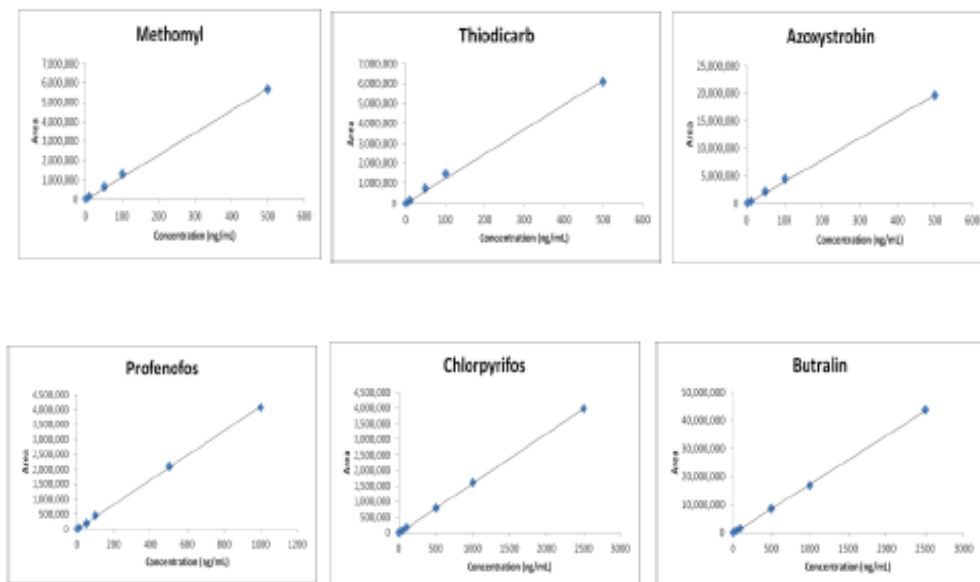 Methomyl
7,000,000
6,000,000
5,000,000
4,000,000
3,000,000
2,000,000
1,000,000
0
Area
0 100 200 300 400 500 600
Concentration (ng/mL)
Thiodicarb
7,000,000
6,000,000
5,000,000
4,000,000
3,000,000
2,000,000
1,000,000
0
Area
0 100 200 300 400 500 600
Concentration (ng/mL)
Azoxystrobin
25,000,000
20,000,000
15,000,000
10,000,000
5,000,000
0
Area
0 100 200 300 400 500 600
Concentration (ng/mL)
Profenofos
4,500,000
4,000,000
3,500,000
3,000,000
2,500,000
2,000,000
1,500,000
1,000,000
500,000
0
Area
0 200 400 600 800 1000 1200
Concentration (ng/mL)
Chlorpyrifos
4,500,000
4,000,000
3,500,000
3,000,000
2,500,000
2,000,000
1,500,000
1,000,000
500,000
0
Area
0 500 1000 1500 2000 2500 3000
Concentration (ng/mL)
Butralin
50,000,000
40,000,000
30,000,000
20,000,000
10,000,000
0
Area
0 500 1000 1500 2000 2500 3000
Concentration (ng/mL)